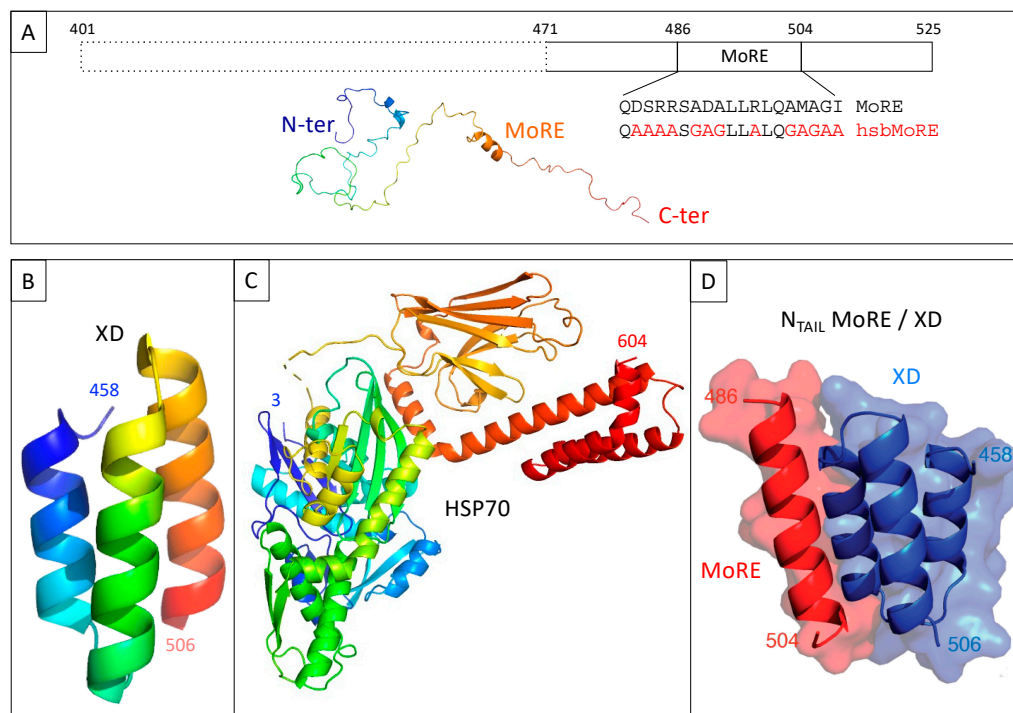 A
401 471 486 504 525
MoRE
QDSRRSADALLRLQAMAGI MoRE
QAAAASGAGLLALQGAGAA hsbMoRE
N-ter
MoRE
C-ter
B
XD
458
506
C
604
3
HSP70
D
NTAIL MoRE / XD
XD
486
458
MoRE
504
506